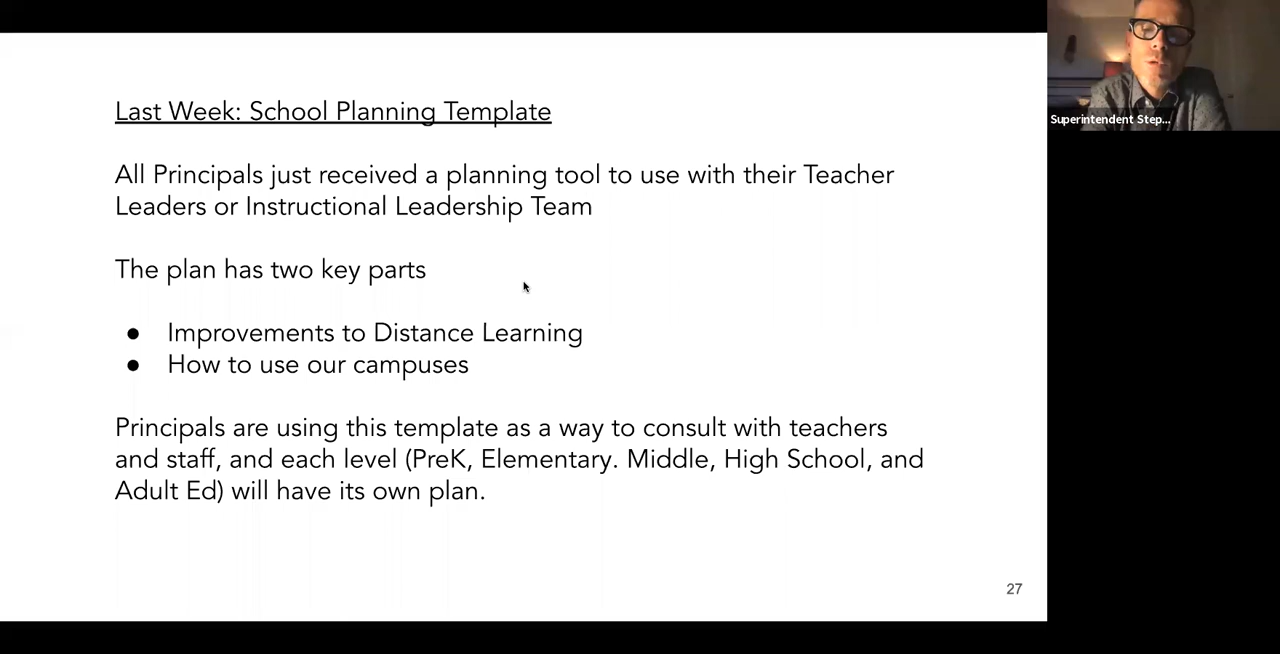 Last Week: School Planning Template
All Principals just received a planning tool to use with their Teacher
Leaders or Instructional Leadership Team
The plan has two key parts
● Improvements to Distance Learning
● How to use our campuses
Principals are using this template as a way to consult with teachers
and staff, and each level (PreK, Elementary. Middle, High School, and
Adult Ed) will have its own plan.
27
Superintendent Step...